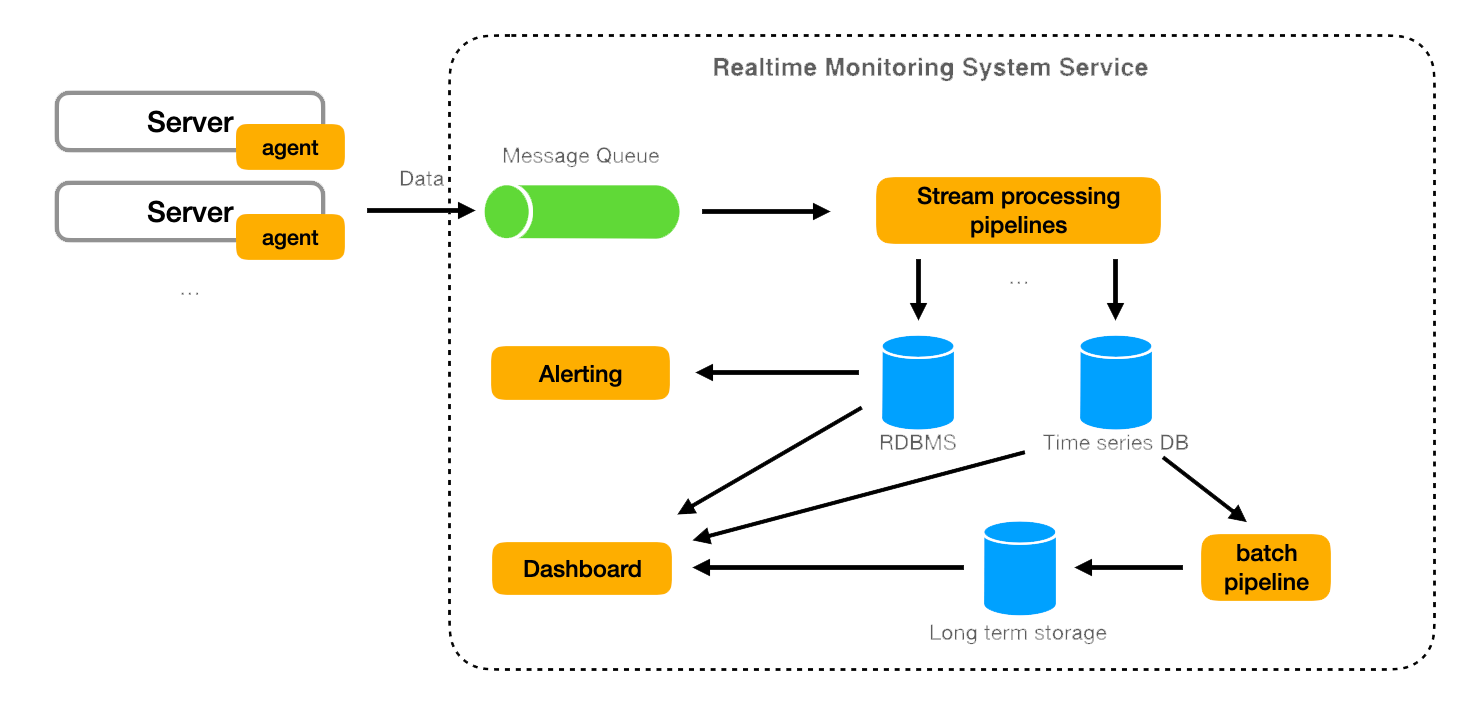 Realtime Monitoring System Service
Server
agent
Server
agent
...
Data
Message Queue
Stream processing
pipelines
...
Alerting
RDBMS
Time series DB
Dashboard
Long term storage
batch
pipeline